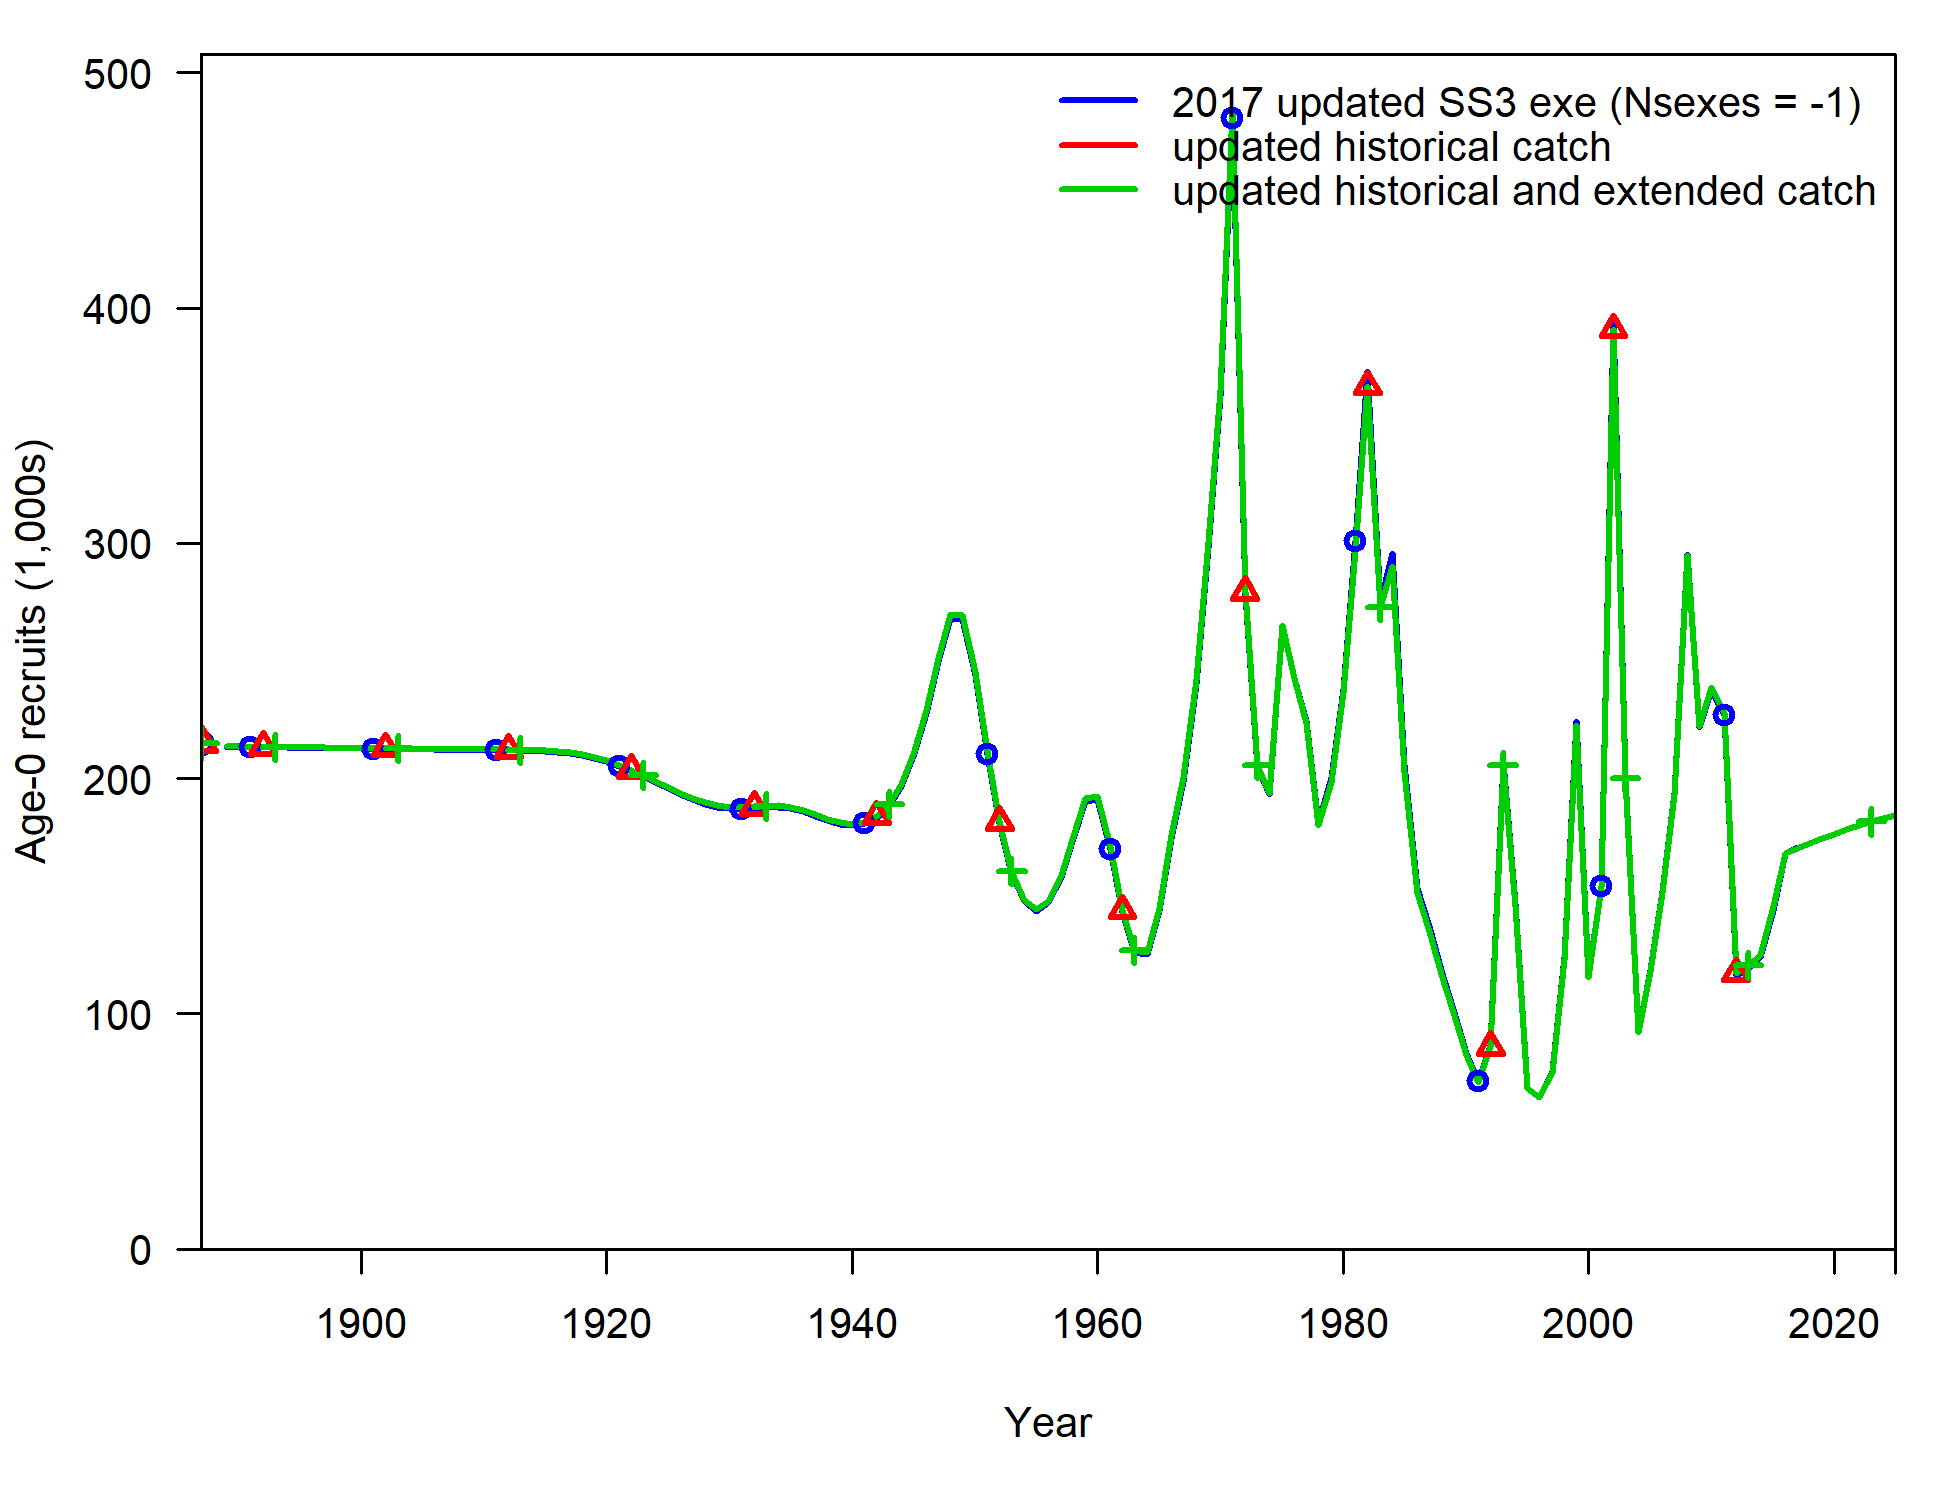 2017 updated SS3 exe (Nsexes = -1)
updated historical catch
updated historical and extended catch
Age-0 recruits (1,000s)
500
400
300
200
100
0
1900 1920 1940 1960 1980 2000 2020
Year